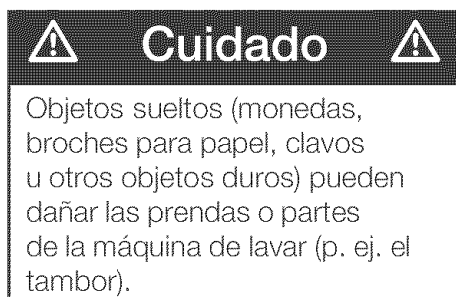 Cuidado
Objetos sueltos (monedas,
broches para papel, clavos
u otros objetos duros) pueden
dañar las prendas o partes
de la máquina de lavar (p. ej. el
tambor).